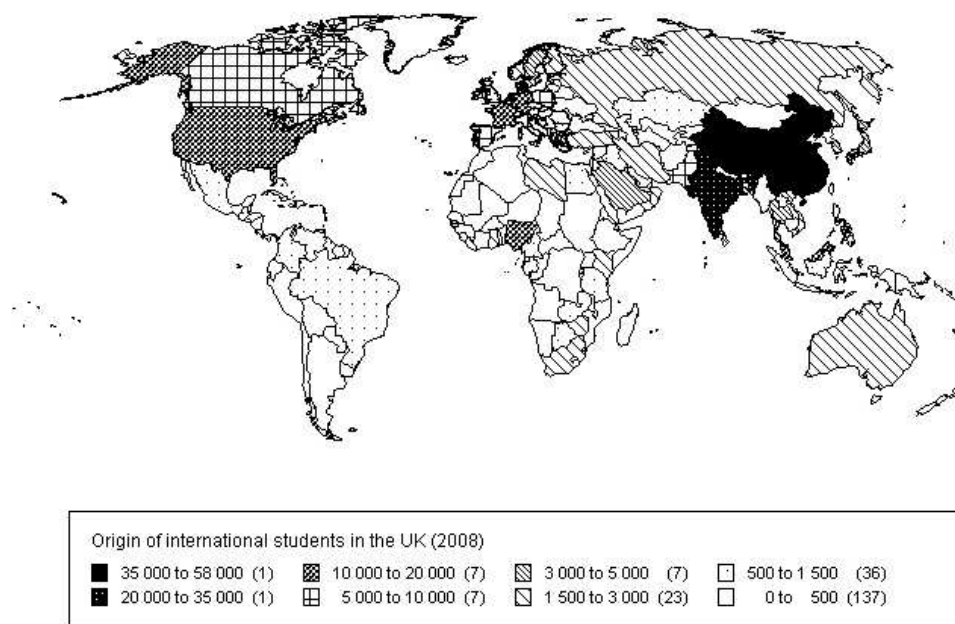 Origin of international students in the UK (2008)
35 000 to 58 000 (1) 10 000 to 20 000 (7) 3 000 to 5 000 (7) 500 to 1 500 (36)
20 000 to 35 000 (1) 5 000 to 10 000 (7) 1 500 to 3 000 (23) 0 to 500 (137)